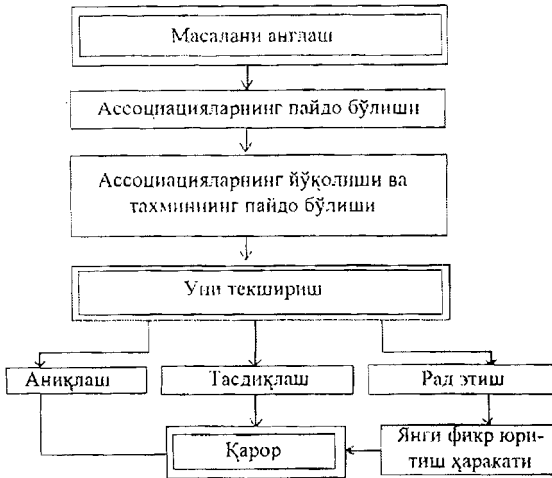 Масалани англаш
Ассоциацияларнинг пайдо бўлиши
Ассоциацияларнинг йўқолиши ва
тахминнинг пайдо бўлиши
Уни текшириш
Аниқлаш
Тасдиқлаш
Рад этиш
Қарор
Янги фикр юри-
тиш ҳаракати